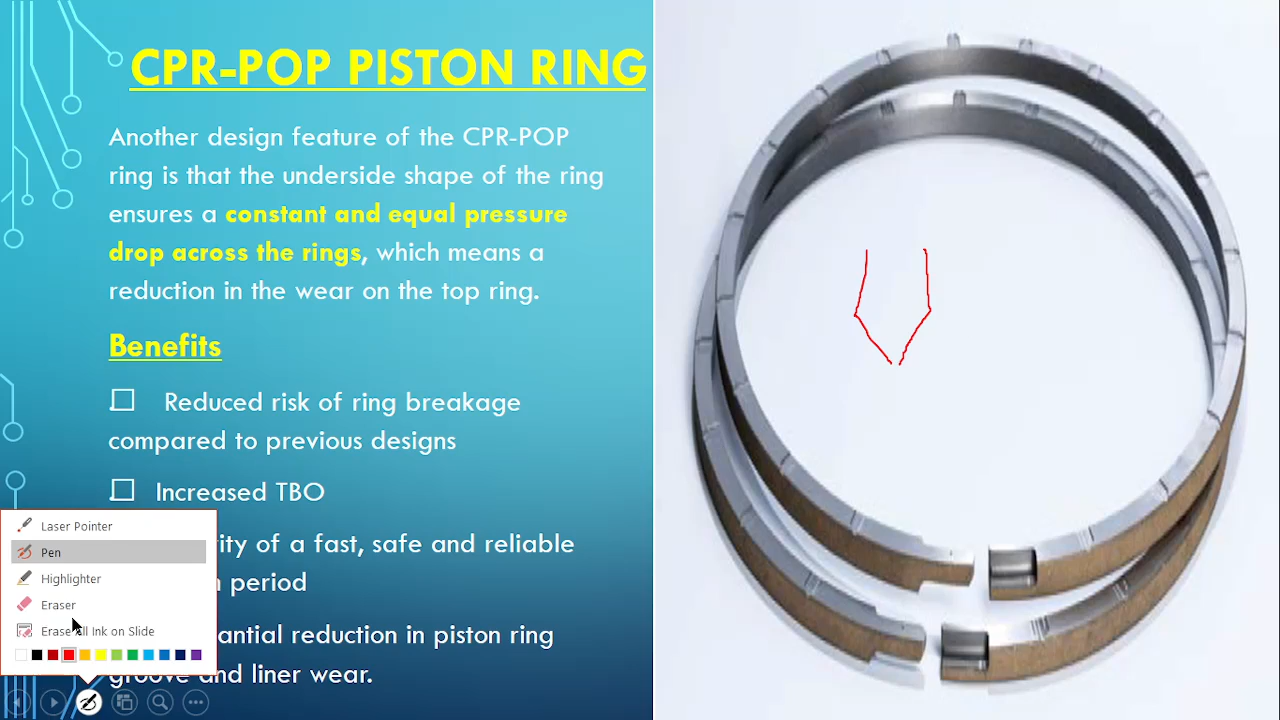 CPR-POP PISTON RING
Another design feature of the CPR-POP
ring is that the underside shape of the ring
ensures a constant and equal pressure
drop across the rings, which means a
reduction in the wear on the top ring.
Benefits
Reduced risk of ring breakage
compared to previous designs
Increased TBO
of a fast, safe and reliable
period
reduction in piston ring
groove and liner wear.
Laser Pointer
Pen
Highlighter
Eraser
Erase All Ink on Slide